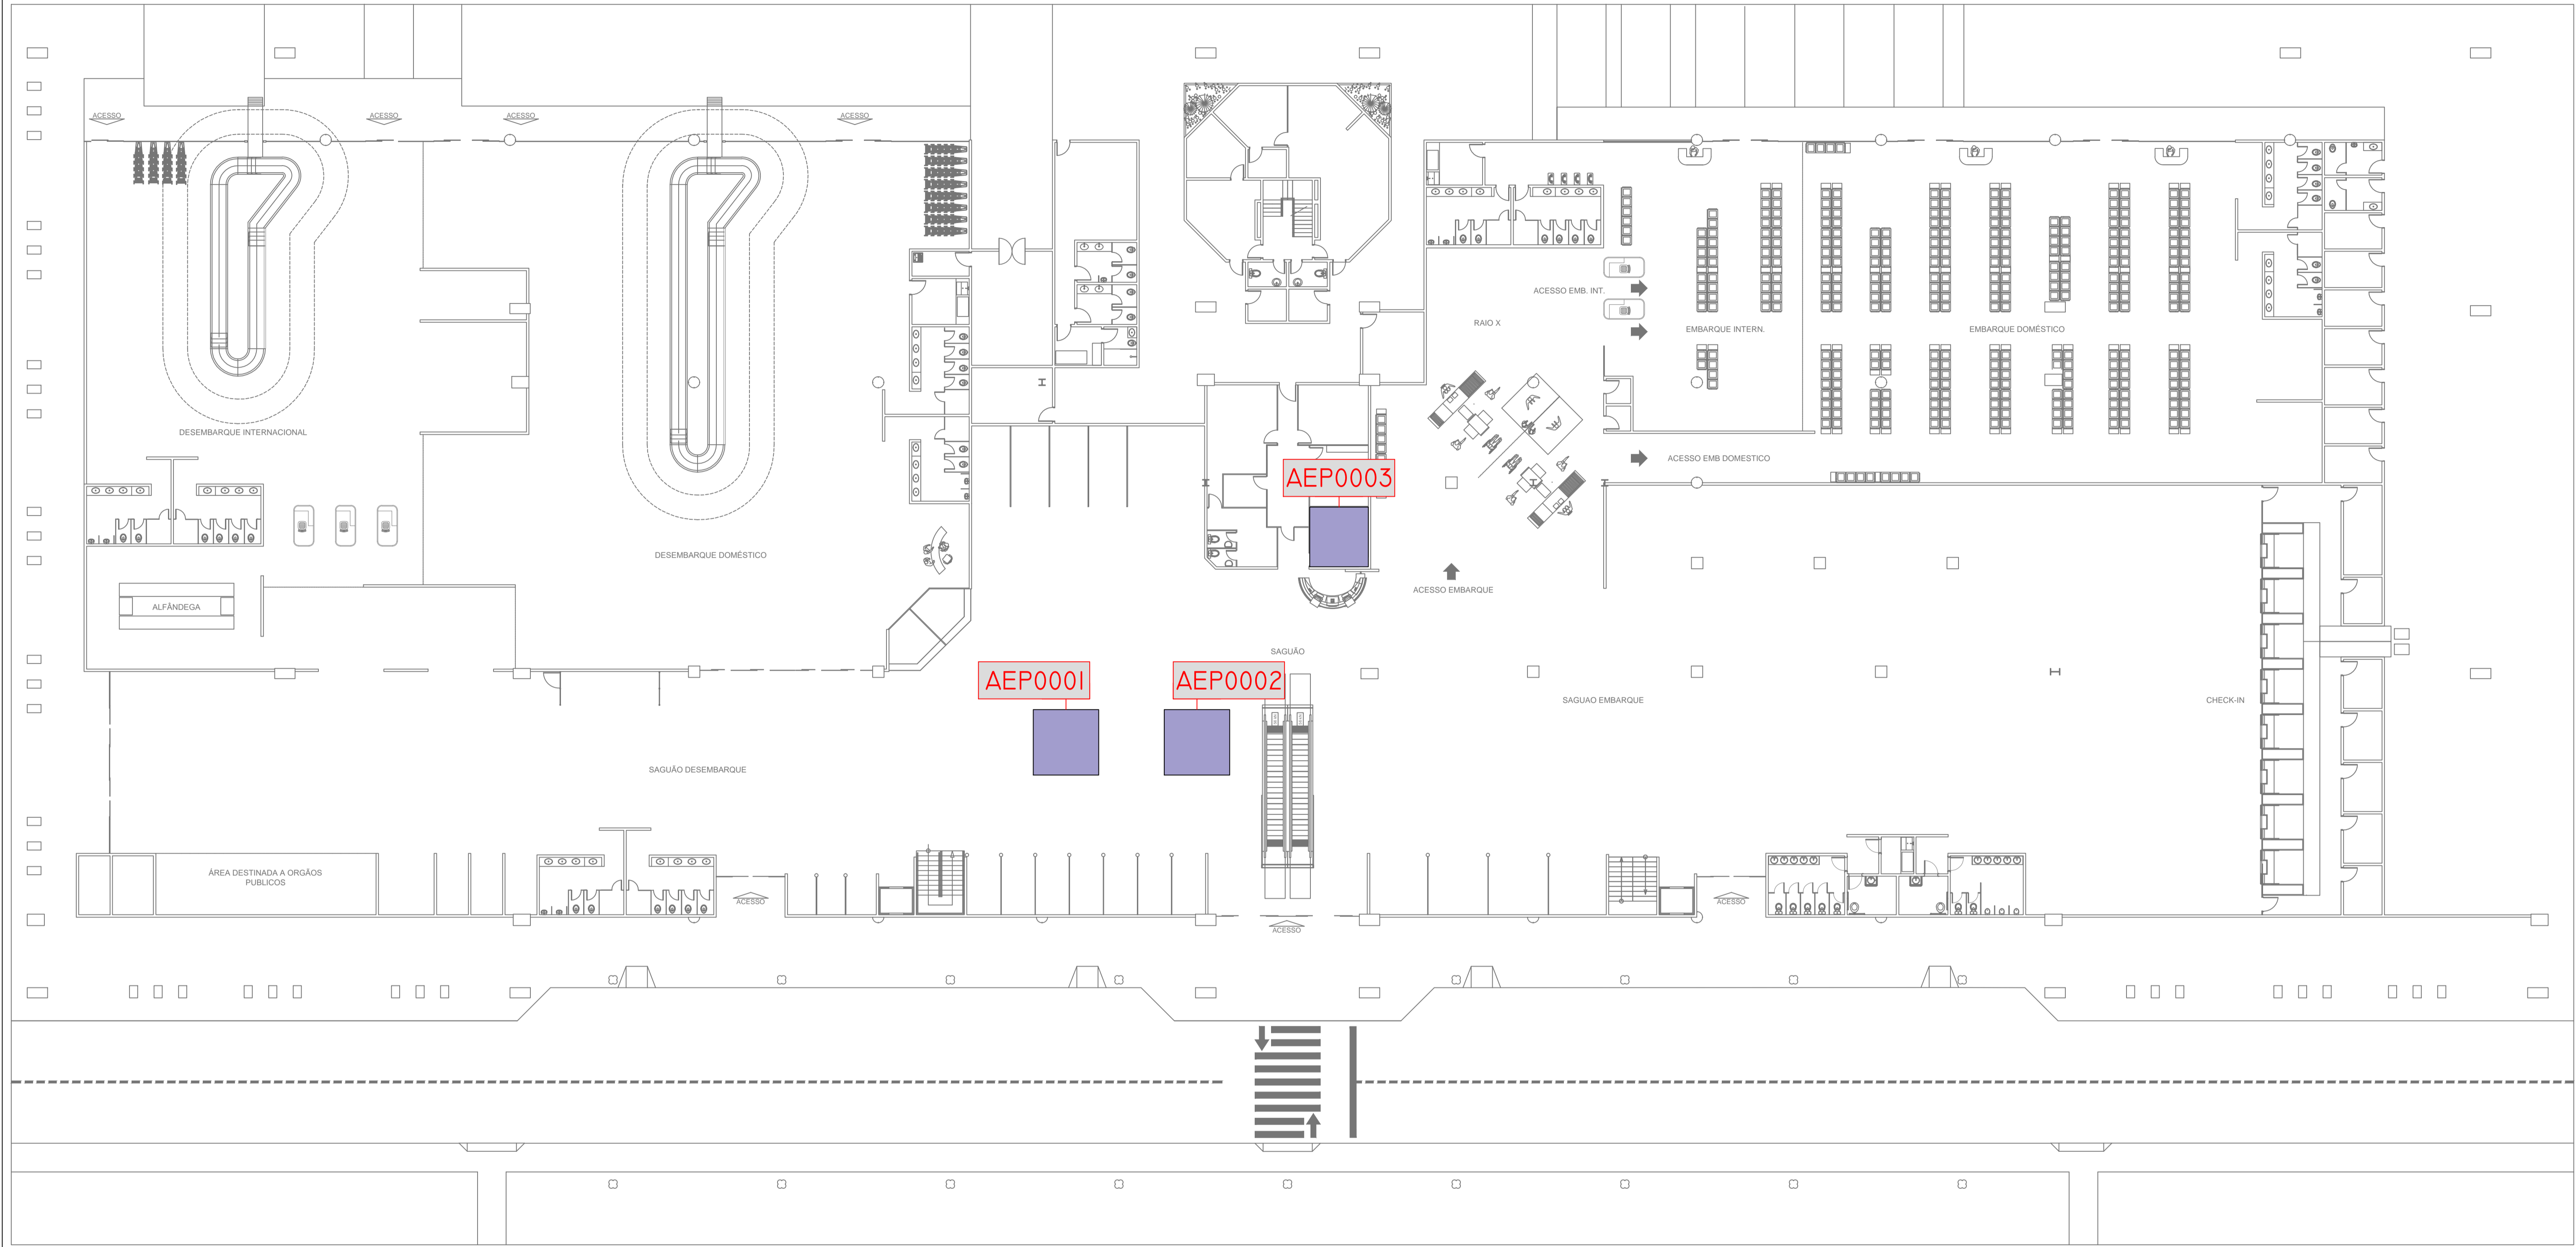 ACESSO
ACESSO
ACESSO
ACESSO
ACESSO EMB. INT.
RAIO X
EMBARQUE INTERN.
EMBARQUE DOMÉSTICO
DESEMBARQUE INTERNACIONAL
ACESSO EMB DOMESTICO
AEP0003
DESEMBARQUE DOMÉSTICO
ACESSO EMBARQUE
ALFÂNDEGA
SAGUÃO
AEP0001
AEP0002
SAGUAO EMBARQUE
CHECK-IN
SAGUÃO DESEMBARQUE
ÁREA DESTINADA A ORGÃOS
PUBLICOS
ACESSO
ACESSO
ACESSO